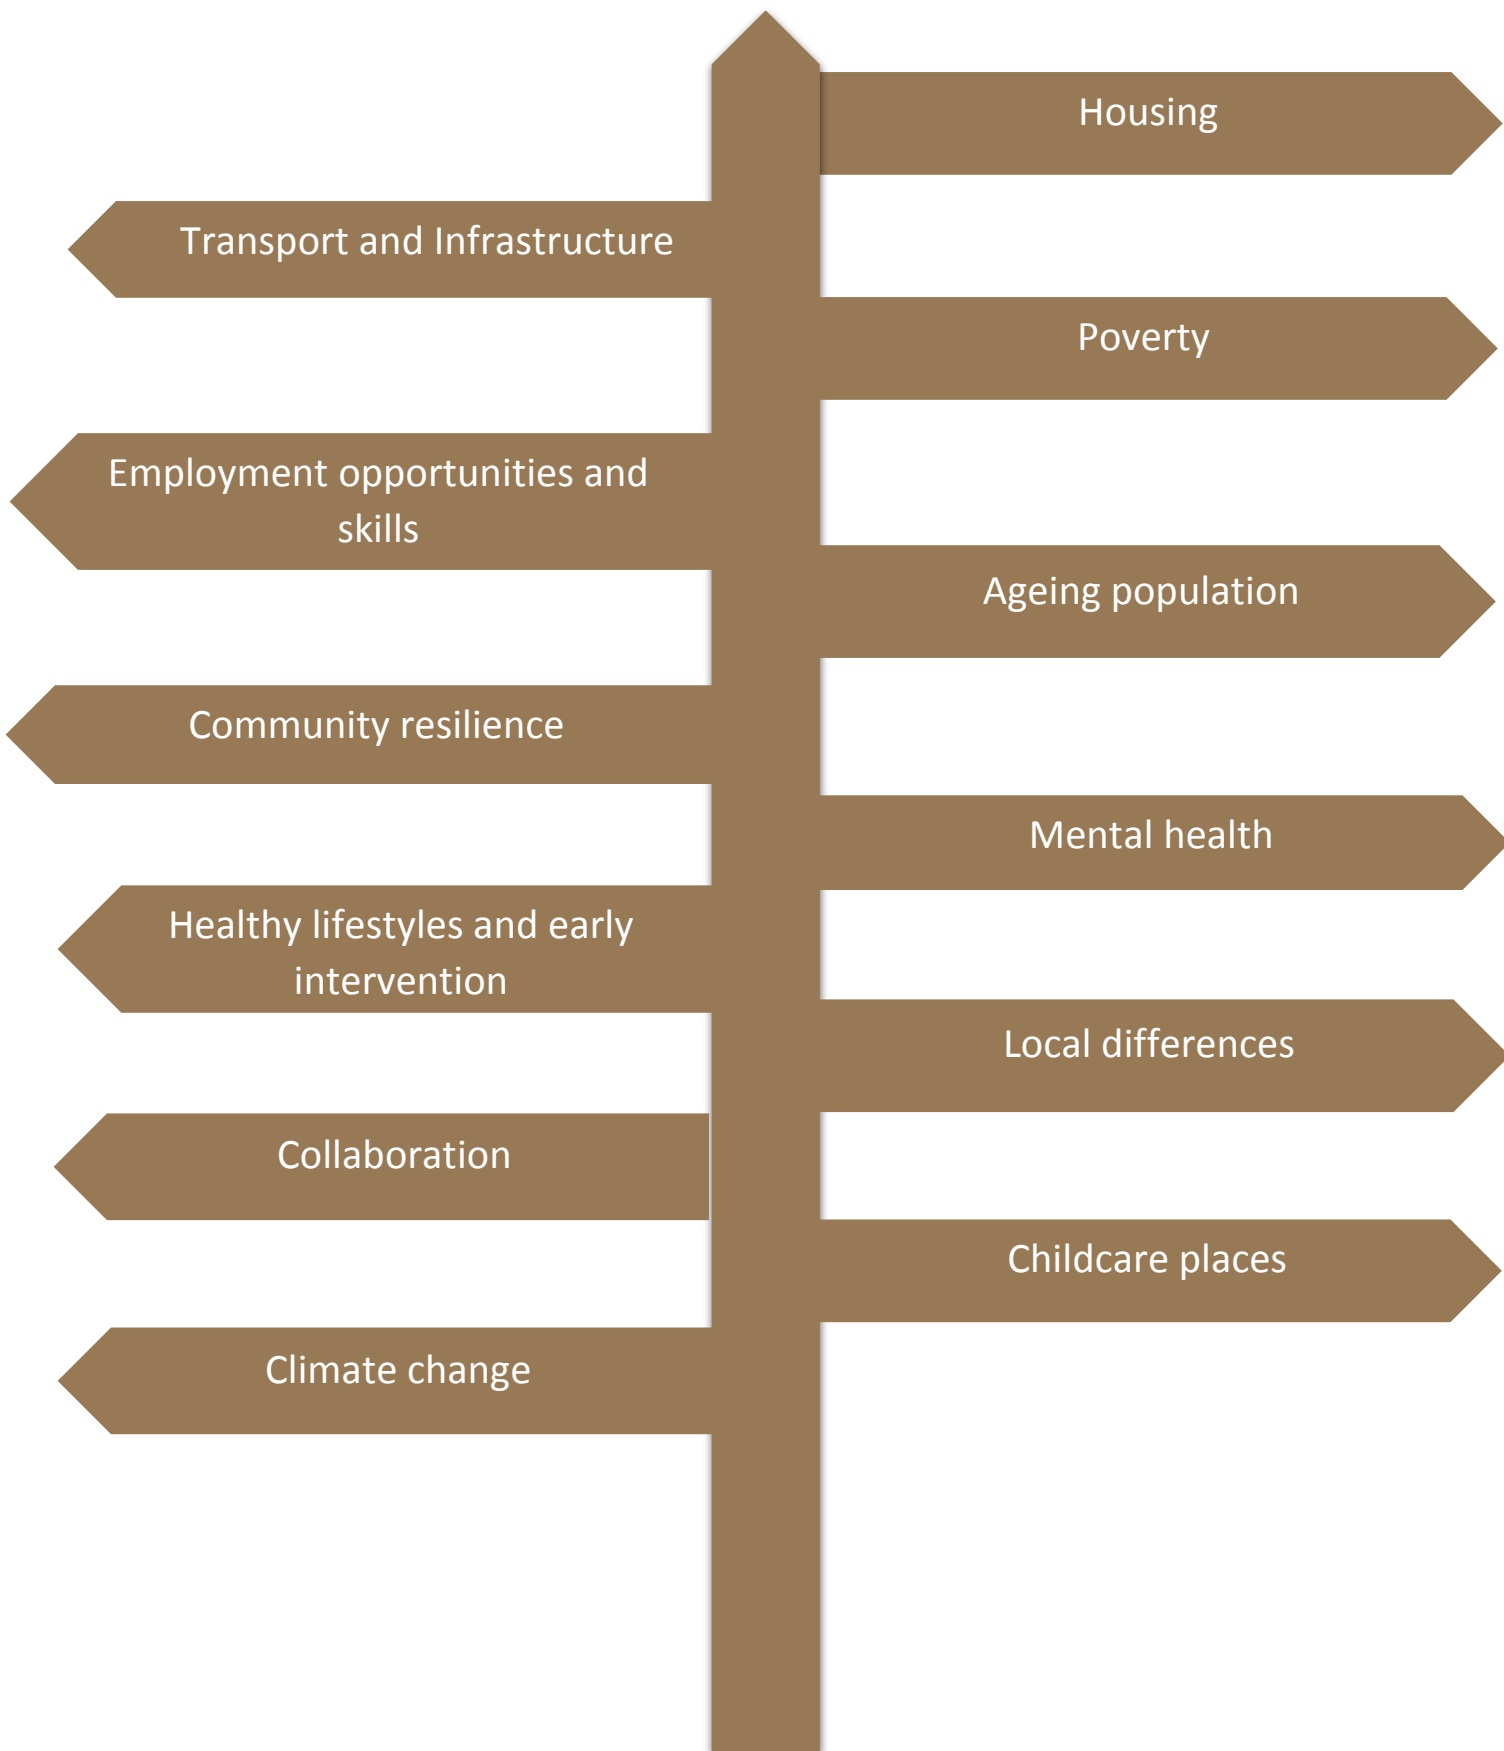 Housing
Transport and Infrastructure
Poverty
Employment opportunities and
skills
Ageing population
Community resilience
Mental health
Healthy lifestyles and early
intervention
Local differences
Collaboration
Childcare places
Climate change